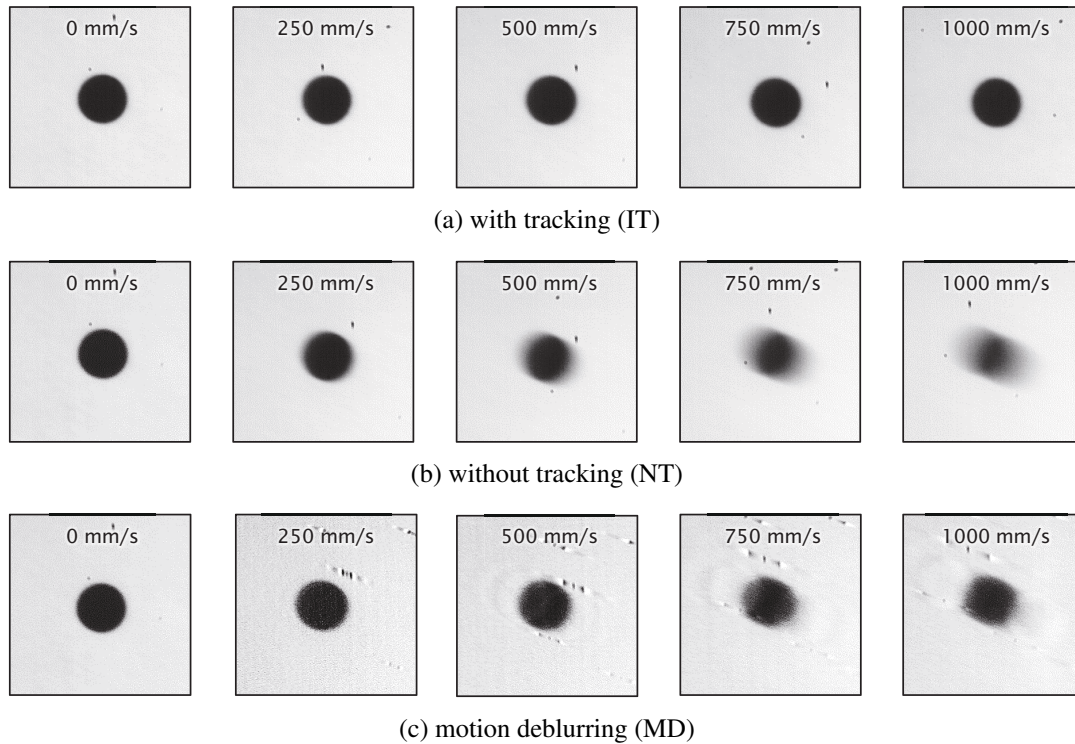 0 mm/s 250 mm/s 500 mm/s 750 mm/s 1000 mm/s
(a) with tracking (IT)
0 mm/s 250 mm/s 500 mm/s 750 mm/s 1000 mm/s
(b) without tracking (NT)
0 mm/s 250 mm/s 500 mm/s 750 mm/s 1000 mm/s
(c) motion deblurring (MD)